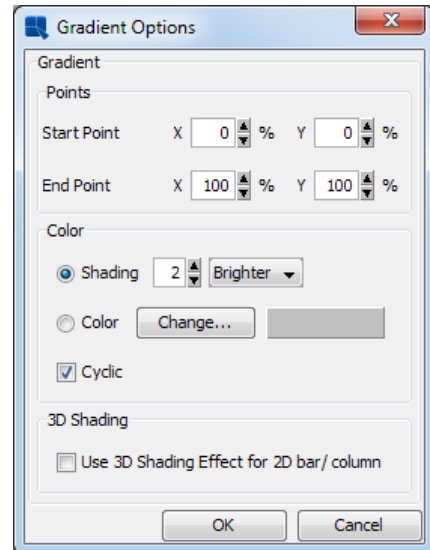 Gradient Options
Gradient
Points
Start Point X 0 % Y 0 %
End Point X 100 % Y 100 %
Color
Shading 2 Brighter
Color Change...
Cyclic
3D Shading
Use 3D Shading Effect for 2D bar/ column
OK Cancel